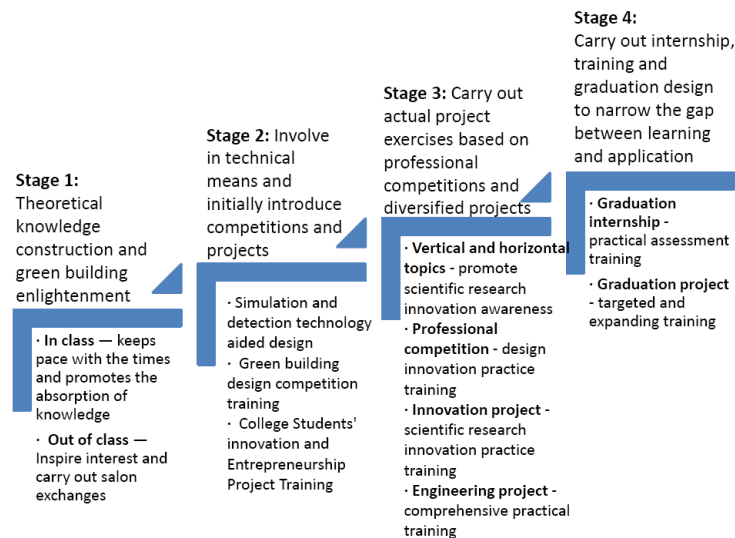 Stage 1:
Theoretical
knowledge
construction and
green building
enlightenment
· In class — keeps
pace with the times
and promotes the
absorption of
knowledge
· Out of class —
Inspire interest and
carry out salon
exchanges
Stage 2: Involve
in technical
means and
initially introduce
competitions and
projects
· Simulation and
detection technology
aided design
· Green building
design competition
training
· College Students'
innovation and
Entrepreneurship
Project Training
Stage 3: Carry out
actual project
exercises based on
professional
competitions and
diversified projects
· Vertical and horizontal
topics - promote
scientific research
innovation awareness
· Professional
competition - design
innovation practice
training
· Innovation project -
scientific research
innovation practice
training
· Engineering project -
comprehensive practical
training
Stage 4:
Carry out internship,
training and
graduation design
to narrow the gap
between learning
and application
· Graduation
internship -
practical assessment
training
· Graduation project
- targeted and
expanding training